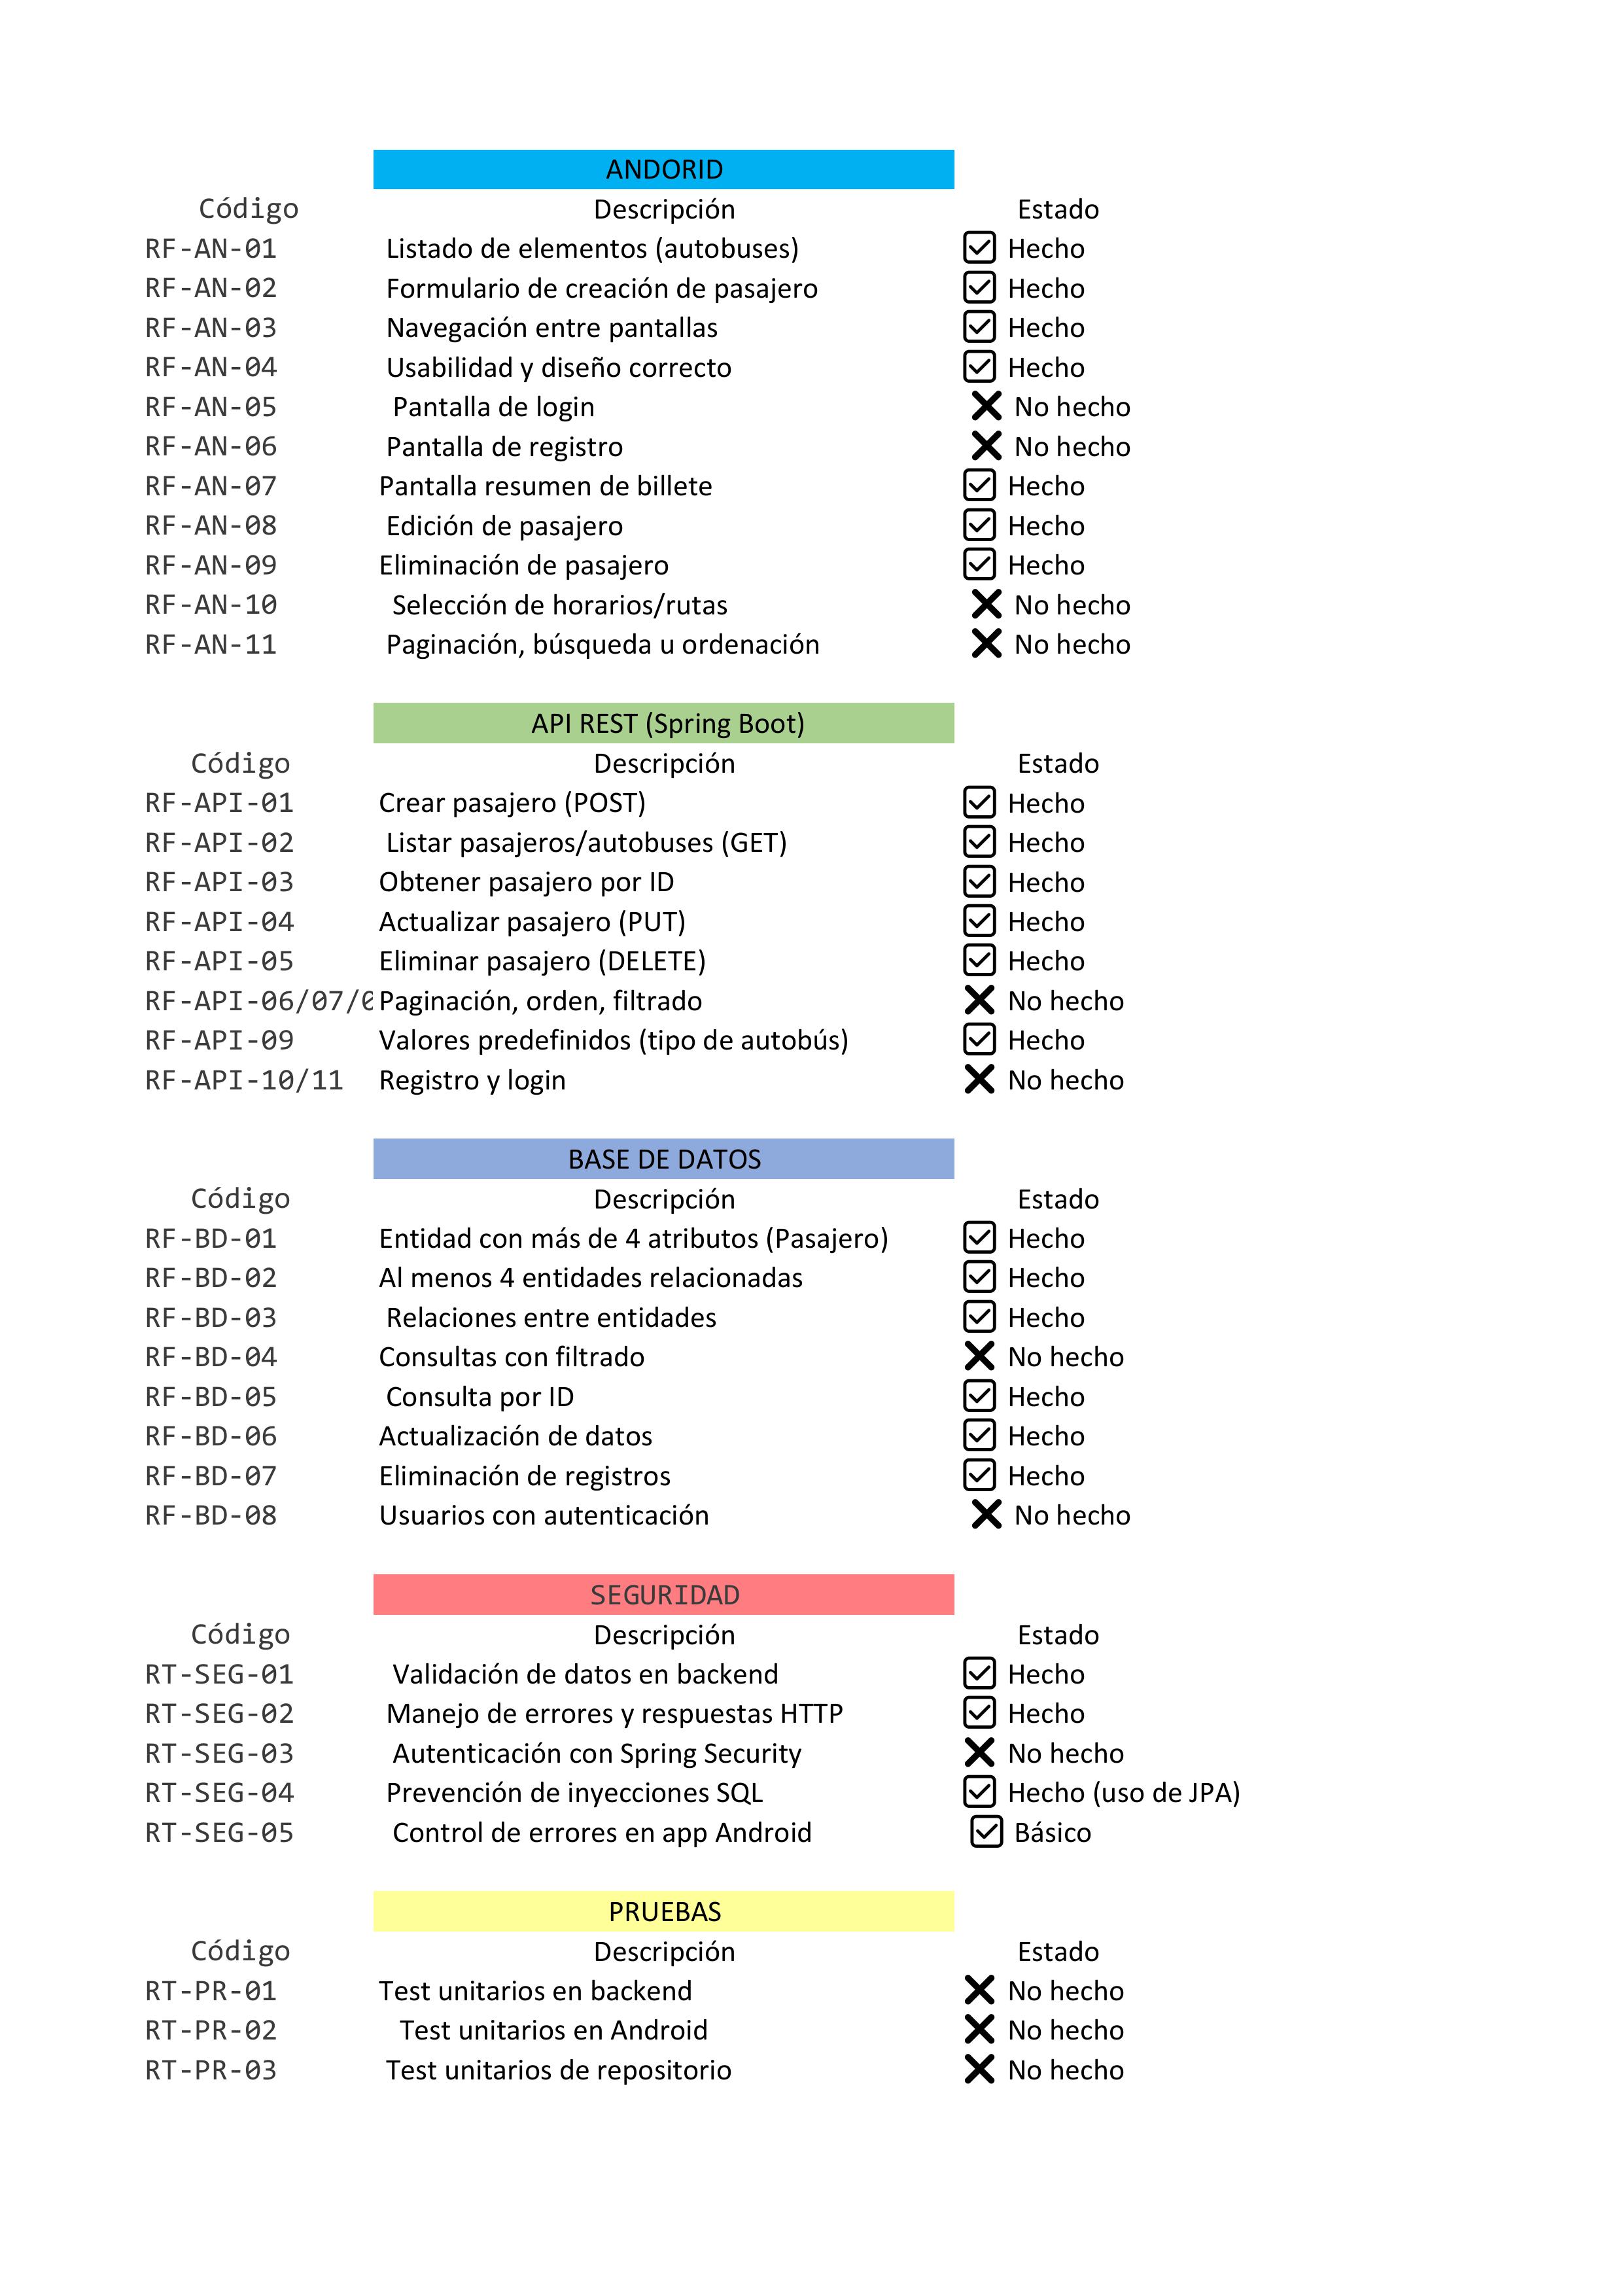 ANDORID
Código Descripción Estado
RF-AN-01 Listado de elementos (autobuses) Hecho
RF-AN-02 Formulario de creación de pasajero Hecho
RF-AN-03 Navegación entre pantallas Hecho
RF-AN-04 Usabilidad y diseño correcto Hecho
RF-AN-05 Pantalla de login No hecho
RF-AN-06 Pantalla de registro No hecho
RF-AN-07 Pantalla resumen de billete Hecho
RF-AN-08 Edición de pasajero Hecho
RF-AN-09 Eliminación de pasajero Hecho
RF-AN-10 Selección de horarios/rutas No hecho
RF-AN-11 Paginación, búsqueda u ordenación No hecho
API REST (Spring Boot)
Código Descripción Estado
RF-API-01 Crear pasajero (POST) Hecho
RF-API-02 Listar pasajeros/autobuses (GET) Hecho
RF-API-03 Obtener pasajero por ID Hecho
RF-API-04 Actualizar pasajero (PUT) Hecho
RF-API-05 Eliminar pasajero (DELETE) Hecho
RF-API-06/07/0 Paginación, orden, filtrado No hecho
RF-API-09 Valores predefinidos (tipo de autobús) Hecho
RF-API-10/11 Registro y login No hecho
BASE DE DATOS
Código Descripción Estado
RF-BD-01 Entidad con más de 4 atributos (Pasajero) Hecho
RF-BD-02 Al menos 4 entidades relacionadas Hecho
RF-BD-03 Relaciones entre entidades Hecho
RF-BD-04 Consultas con filtrado No hecho
RF-BD-05 Consulta por ID Hecho
RF-BD-06 Actualización de datos Hecho
RF-BD-07 Eliminación de registros Hecho
RF-BD-08 Usuarios con autenticación No hecho
SEGURIDAD
Código Descripción Estado
RT-SEG-01 Validación de datos en backend Hecho
RT-SEG-02 Manejo de errores y respuestas HTTP Hecho
RT-SEG-03 Autenticación con Spring Security No hecho
RT-SEG-04 Prevención de inyecciones SQL Hecho (uso de JPA)
RT-SEG-05 Control de errores en app Android Básico
PRUEBAS
Código Descripción Estado
RT-PR-01 Test unitarios en backend No hecho
RT-PR-02 Test unitarios en Android No hecho
RT-PR-03 Test unitarios de repositorio No hecho